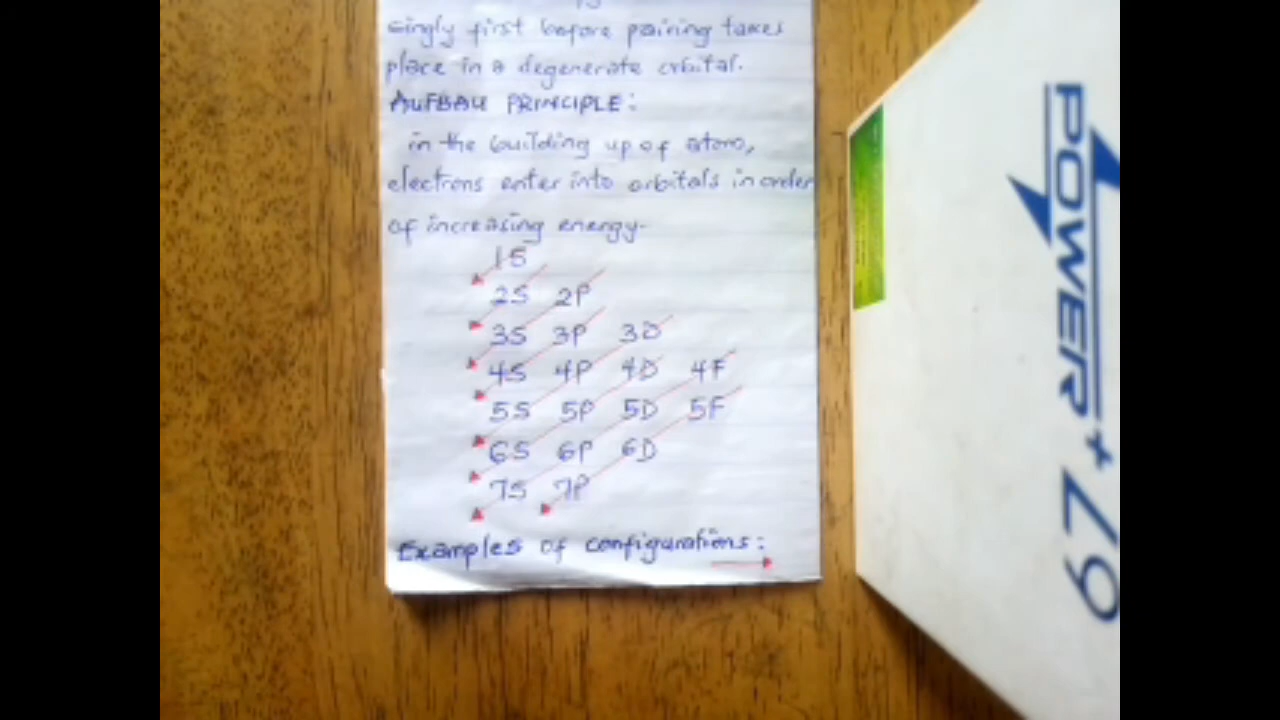 singly first before pairing takes
place in a degenerate orbital.
AUFBAU PRINCIPLE:
in the building up of atom,
electrons enter into orbitals in order
of increasing energy.
1S
2S 2P
3S 3P 3D
4S 4P 4D 4F
5S 5P 5D 5F
6S 6P 6D
7S 7P
Examples of configurations:
POWER+ L9